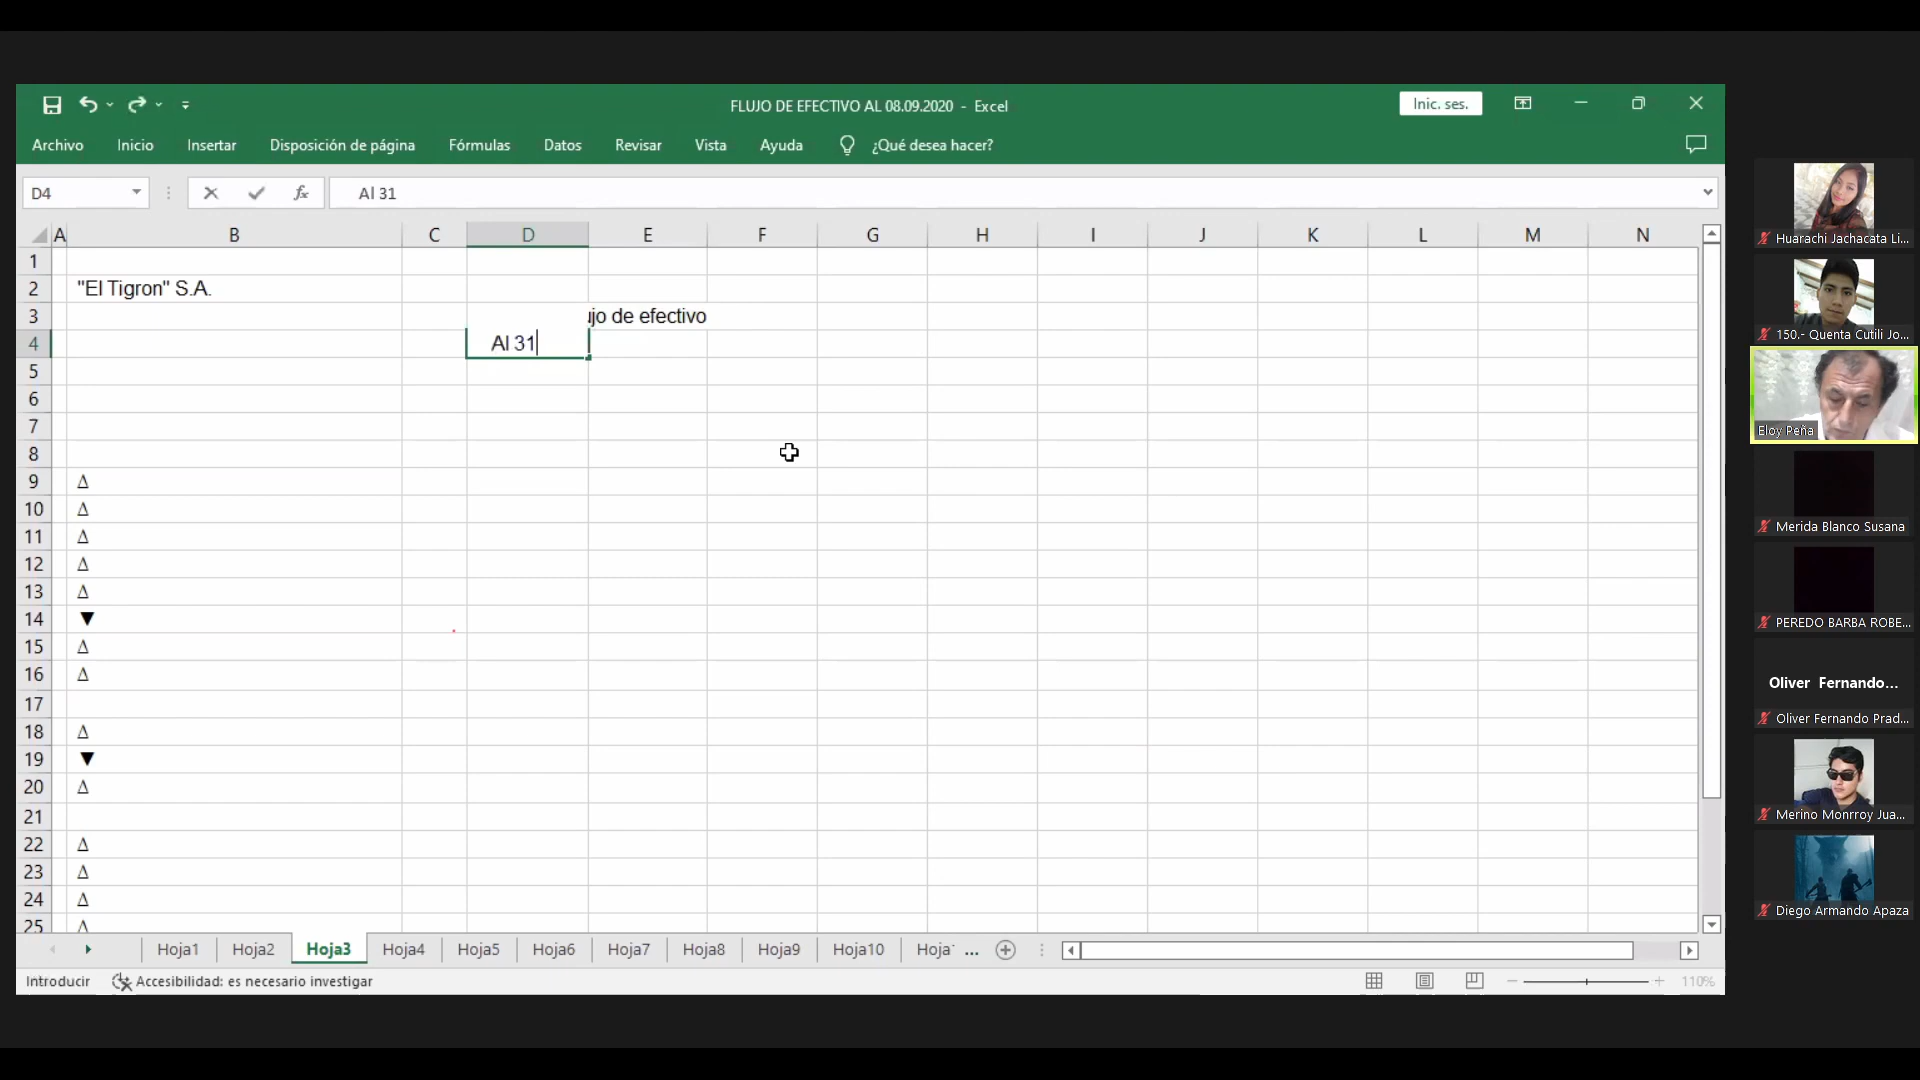 FLUJO DE EFECTIVO AL 08.09.2020 - Excel
Inic. ses.
Archivo Inicio Insertar Disposición de página Fórmulas Datos Revisar Vista Ayuda ¿Qué desea hacer?
D4 fx Al 31
A B C D E F G H I J K L M N
1
2 "El Tigron" S.A.
3 ujo de efectivo
4 Al 31
5
6
7
8
9 Δ
10 Δ
11 Δ
12 Δ
13 Δ
14 ▼
15 Δ
16 Δ
17
18 Δ
19 ▼
20 Δ
21
22 Δ
23 Δ
24 Δ
25 Δ
Hoja1 Hoja2 Hoja3 Hoja4 Hoja5 Hoja6 Hoja7 Hoja8 Hoja9 Hoja10 Hoja ...
Introducir Accesibilidad: es necesario investigar 110%
Huarachi Jachacata Li...
150.- Quenta Cutili Jo...
Eloy Peña
Merida Blanco Susana
PEREDO BARBA ROBE...
Oliver Fernando...
Oliver Fernando Prad...
Merino Monrroy Jua...
Diego Armando Apaza